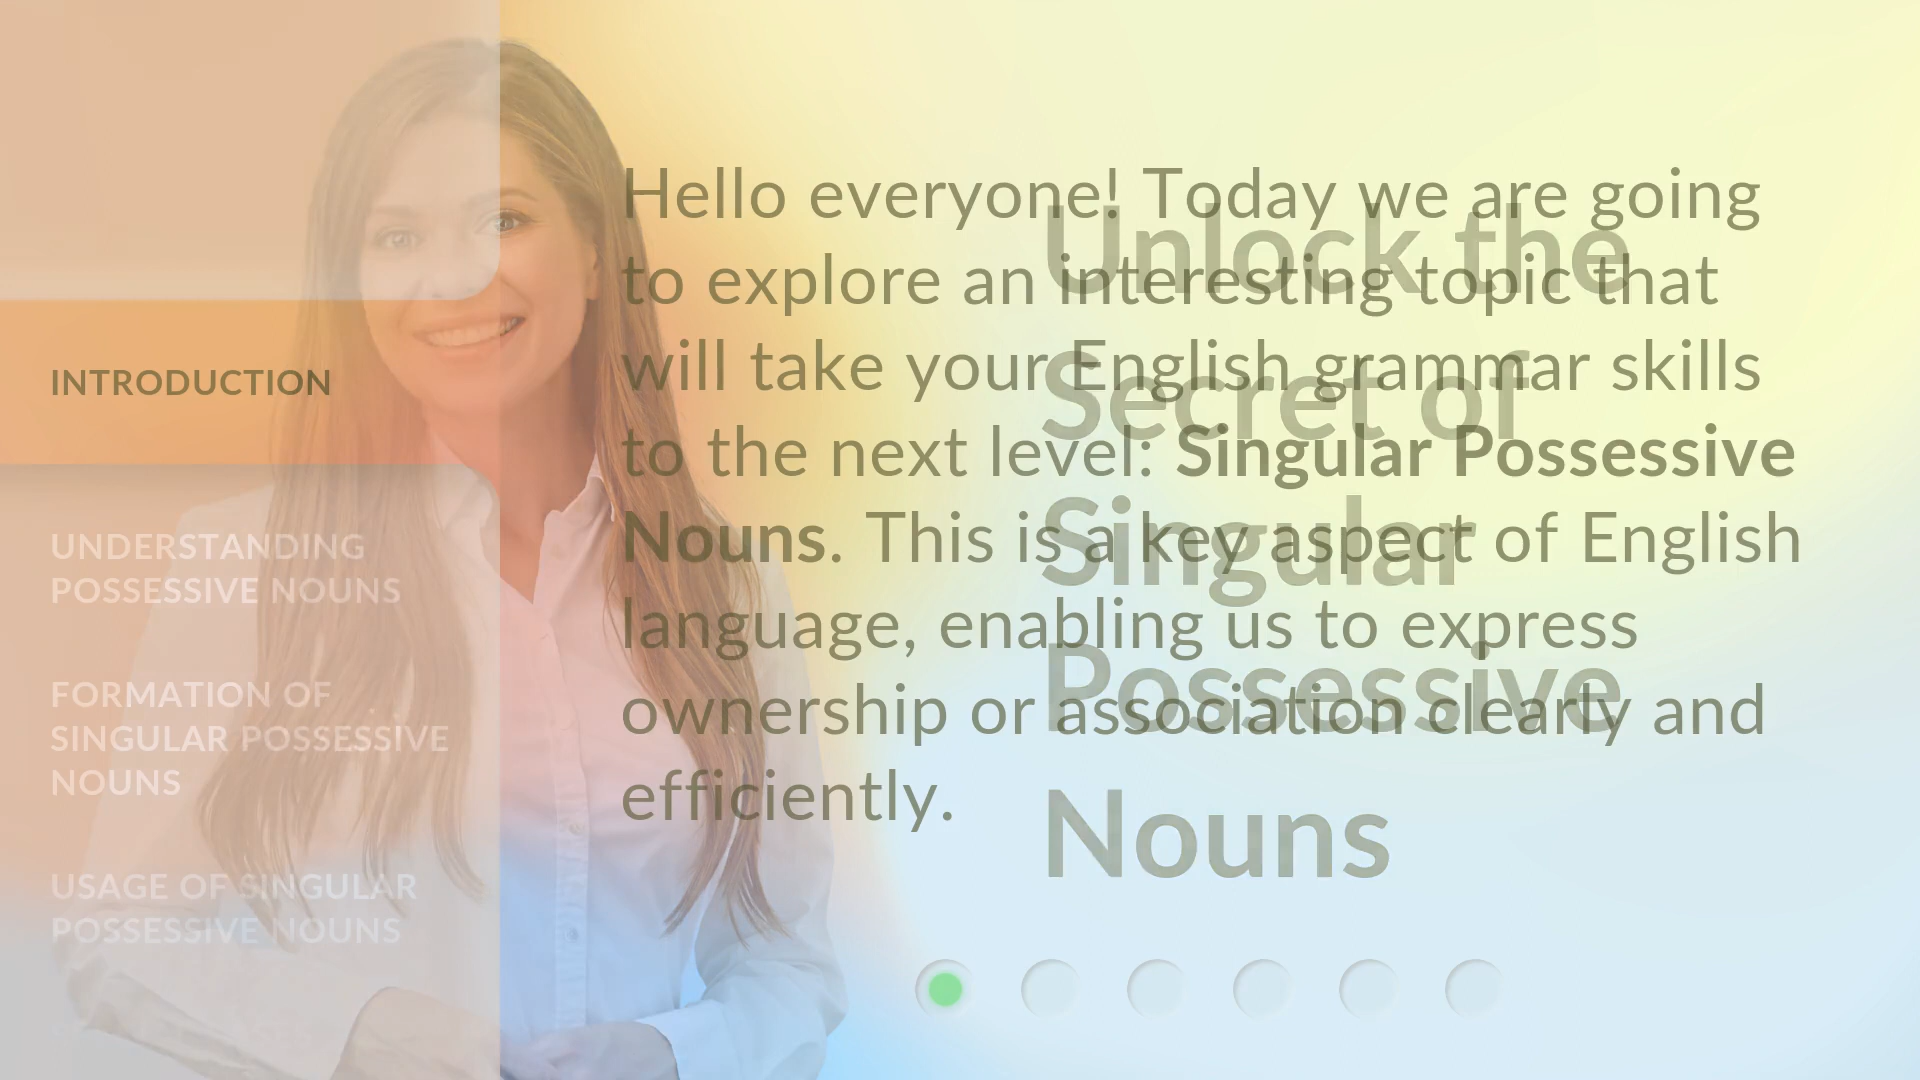 INTRODUCTION
UNDERSTANDING
POSSESSIVE NOUNS
FORMATION OF
SINGULAR POSSESSIVE
NOUNS
USAGE OF SINGULAR
POSSESSIVE NOUNS
Hello everyone! Today we are going
to explore an interesting topic that
will take your English grammar skills
to the next level: Singular Possessive
Nouns. This is a key aspect of English
language, enabling us to express
ownership or association clearly and
efficiently.
Unlock the
Secret of
Singular
Possessive
Nouns